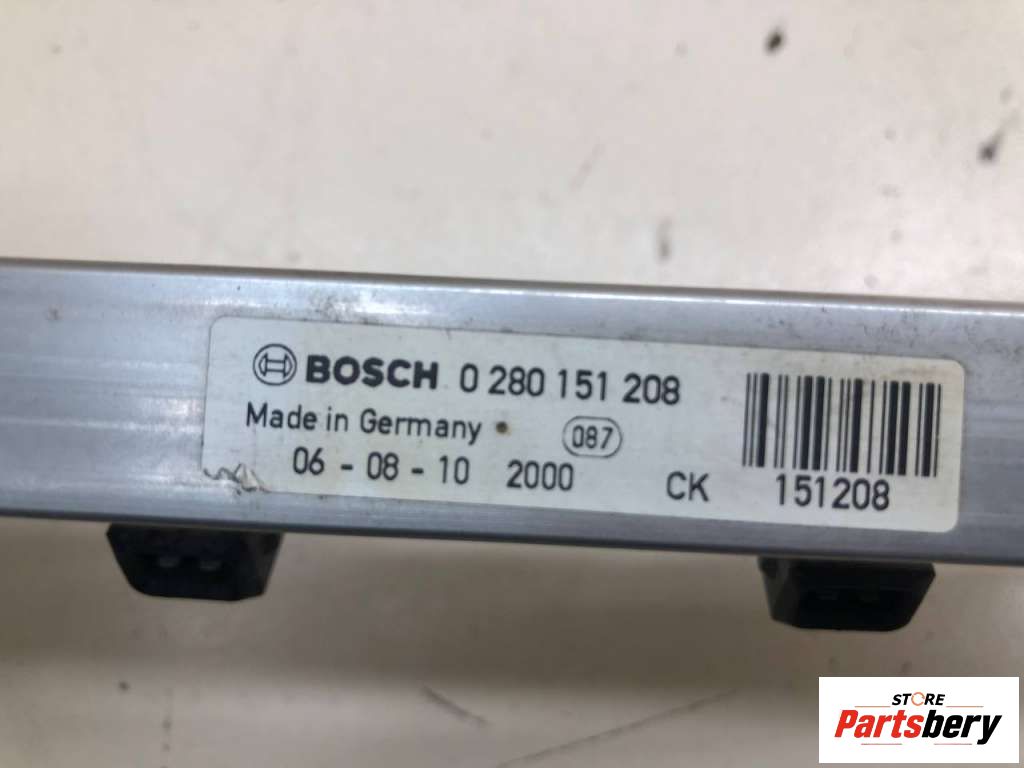 BOSCH 0 280 151 208
Made in Germany 087
06 - 08 - 10 2000 CK 151208
STORE
Partsbery